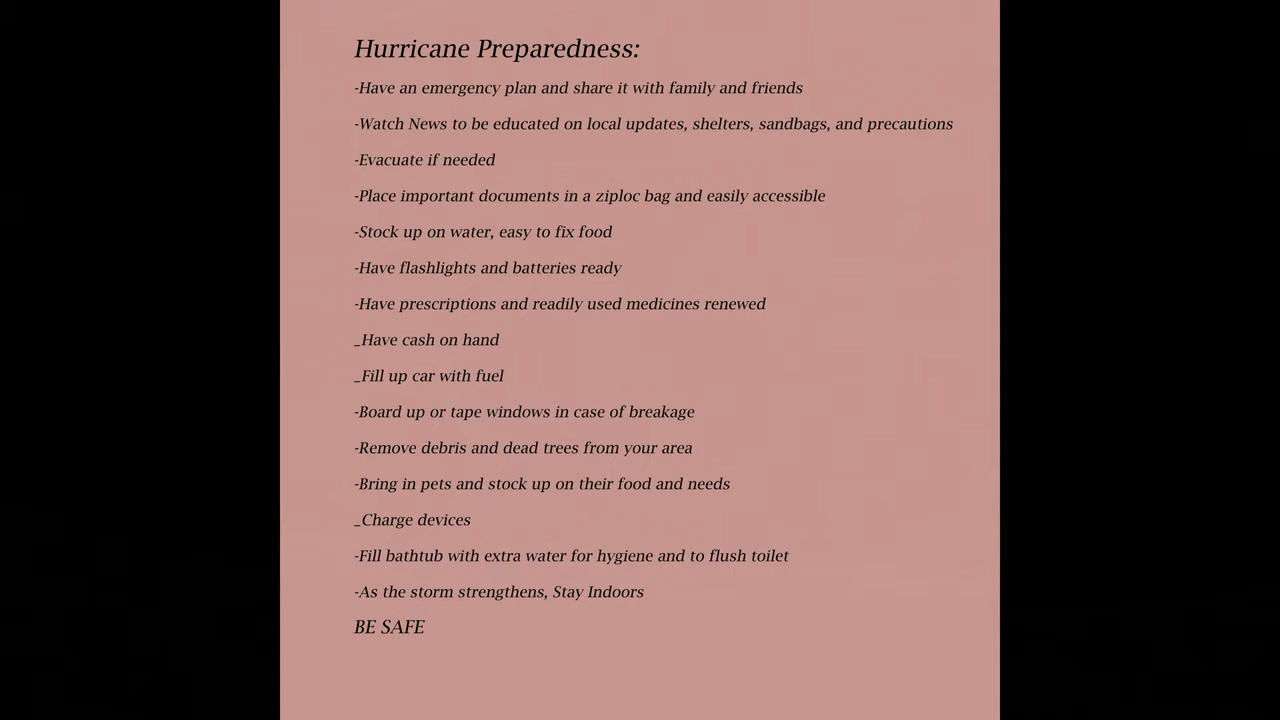 Hurricane Preparedness:
-Have an emergency plan and share it with family and friends
-Watch News to be educated on local updates, shelters, sandbags, and precautions
-Evacuate if needed
-Place important documents in a ziploc bag and easily accessible
-Stock up on water, easy to fix food
-Have flashlights and batteries ready
-Have prescriptions and readily used medicines renewed
_Have cash on hand
_Fill up car with fuel
-Board up or tape windows in case of breakage
-Remove debris and dead trees from your area
-Bring in pets and stock up on their food and needs
_Charge devices
-Fill bathtub with extra water for hygiene and to flush toilet
-As the storm strengthens, Stay Indoors
BE SAFE